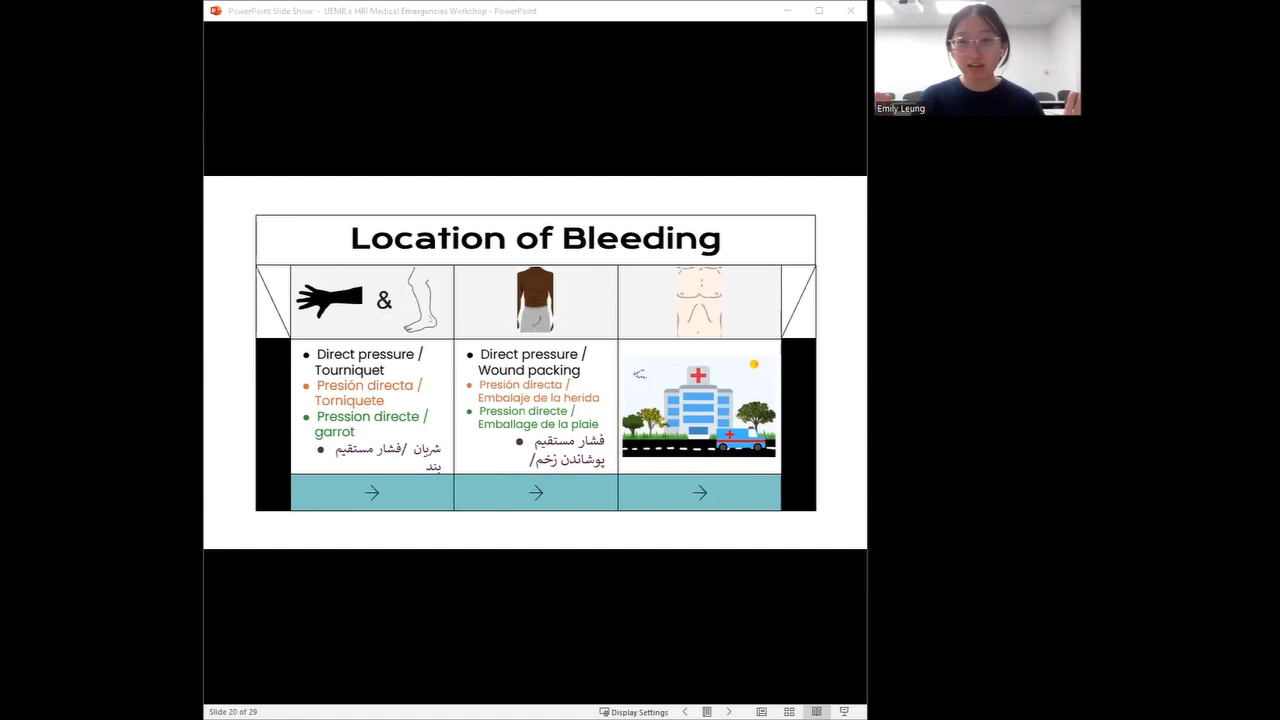 PowerPoint Slide Show - UEMR x HiRI Medical Emergencies Workshop - PowerPoint
Emily Leung
Location of Bleeding
&
Direct pressure /
Tourniquet
Presión directa /
Torniquete
Pression directe /
garrot
شریان /فشار مستقیم
بند
Direct pressure /
Wound packing
Presión directa /
Embalaje de la herida
Pression directe /
Emballage de la plaie
فشار مستقیم
پوشاندن زخم/
Slide 20 of 29
Display Settings